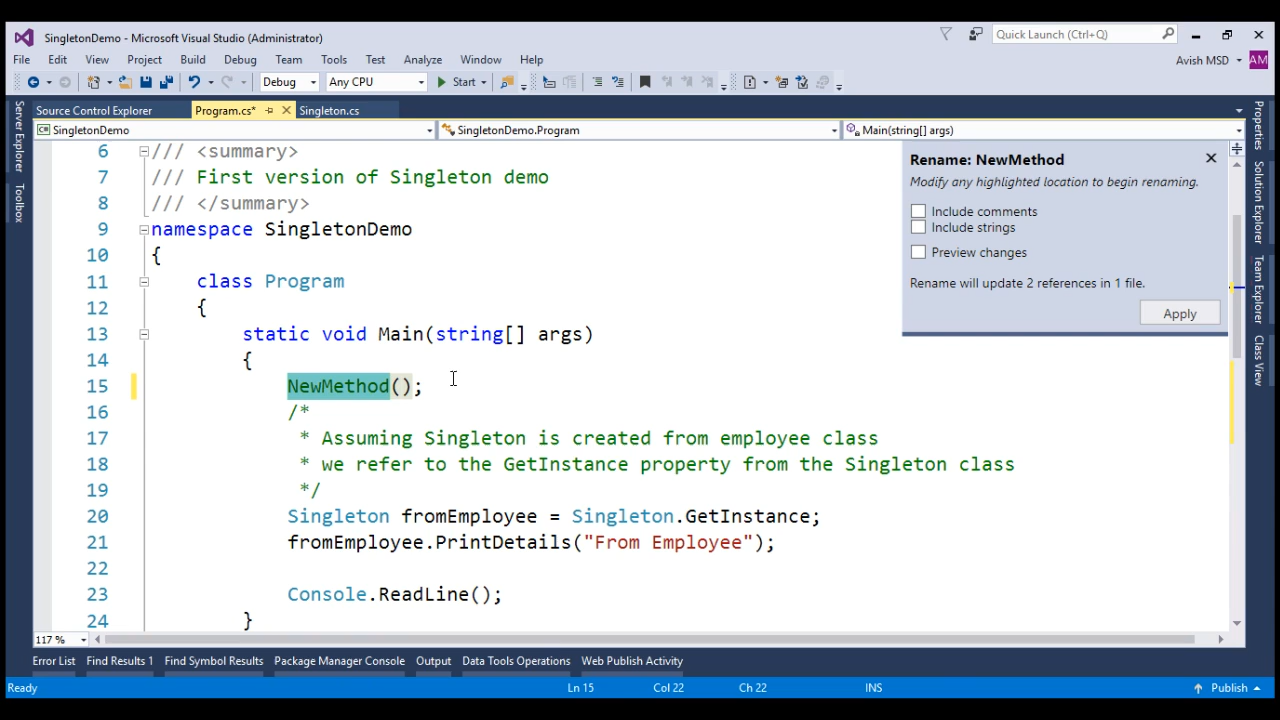 SingletonDemo - Microsoft Visual Studio (Administrator)
Quick Launch (Ctrl+Q)
File Edit View Project Build Debug Team Tools Test Analyze Window Help
Avish MSD AM
Debug Any CPU Start
Source Control Explorer Program.cs* Singleton.cs
SingletonDemo SingletonDemo.Program Main(string[] args)
Server Explorer
Toolbox
6 /// <summary>
7 /// First version of Singleton demo
8 /// </summary>
9 namespace SingletonDemo
10 {
11 class Program
12 {
13 static void Main(string[] args)
14 {
15 NewMethod();
16 /*
17 * Assuming Singleton is created from employee class
18 * we refer to the GetInstance property from the Singleton class
19 */
20 Singleton fromEmployee = Singleton.GetInstance;
21 fromEmployee.PrintDetails("From Employee");
22
23 Console.ReadLine();
24 }
Rename: NewMethod
Modify any highlighted location to begin renaming.
Include comments
Include strings
Preview changes
Rename will update 2 references in 1 file.
Apply
Properties
Solution Explorer
Team Explorer
Class View
117 %
Error List Find Results 1 Find Symbol Results Package Manager Console Output Data Tools Operations Web Publish Activity
Ready Ln 15 Col 22 Ch 22 INS Publish